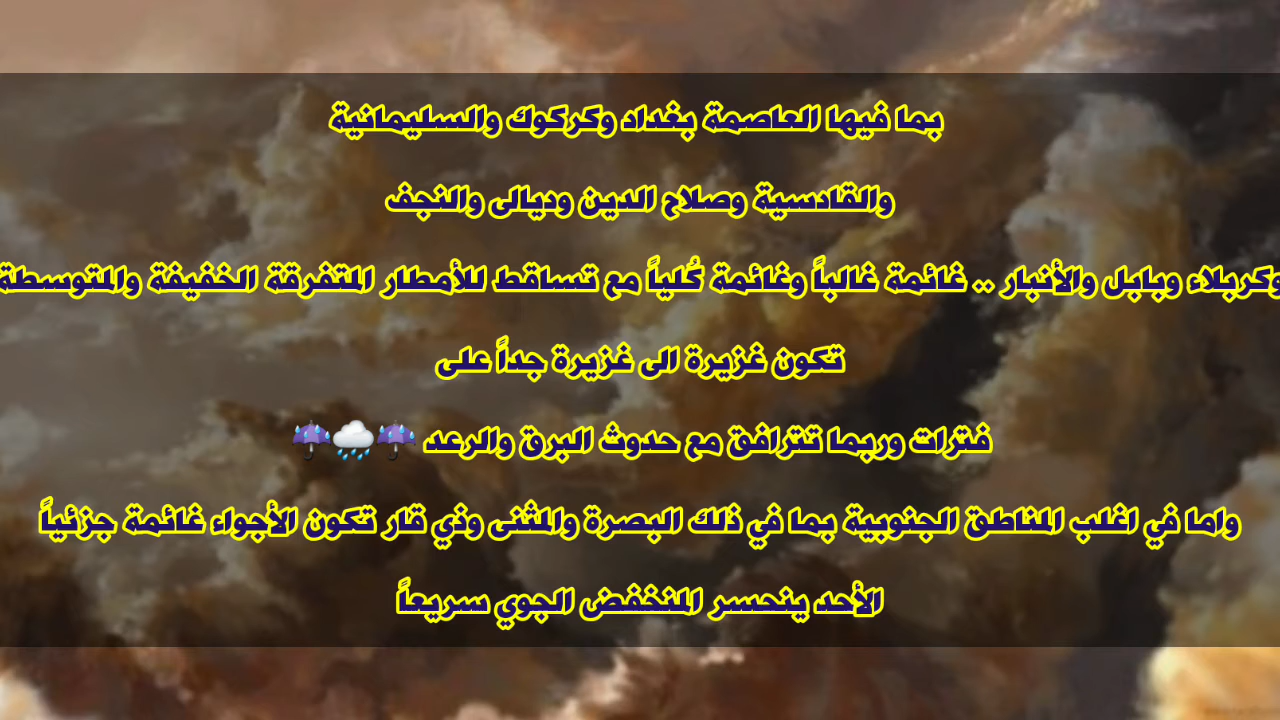 بما فيها العاصمة بغداد وكركوك والسليمانية
والقادسية وصلاح الدين وديالى والنجف
وكربلاء وبابل والأنبار .. غائمة غالباً وغائمة كُلياً مع تساقط للأمطار المتفرقة الخفيفة والمتوسطة
تكون غزيرة الى غزيرة جداً على
فترات وربما تترافق مع حدوث البرق والرعد ☔🌧☔
واما في اغلب المناطق الجنوبية بما في ذلك البصرة والمثنى وذي قار تكون الأجواء غائمة جزئياً
الأحد ينحسر المنخفض الجوي سريعاً